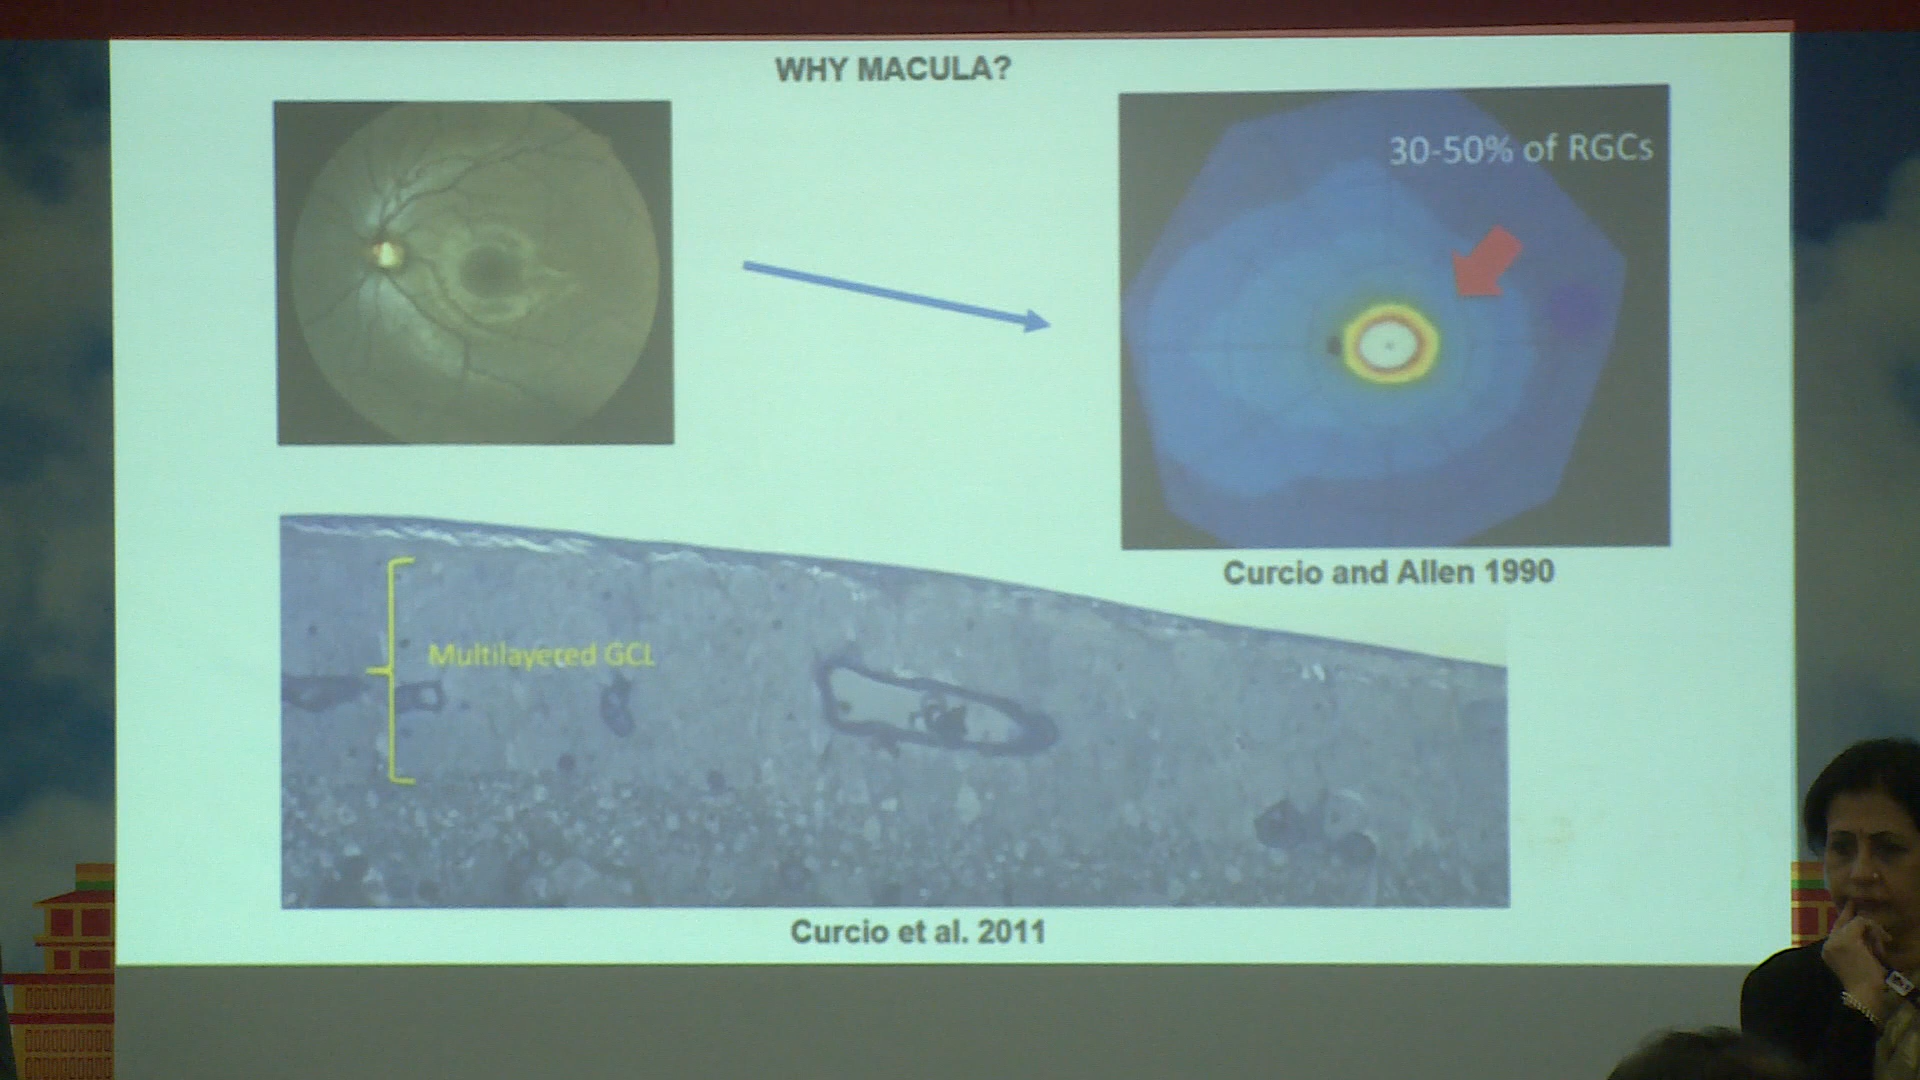 WHY MACULA?
30-50% of RGCs
Curcio and Allen 1990
Multilayered GCL
Curcio et al. 2011